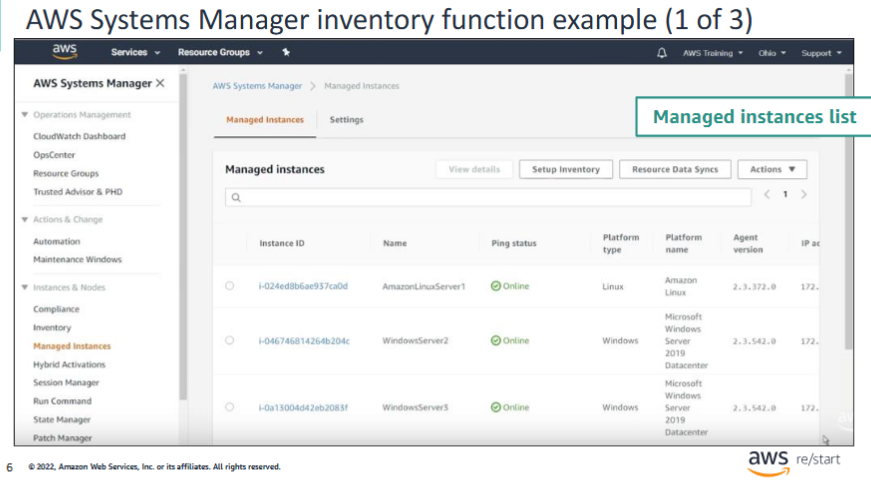 AWS Systems Manager inventory function example (1 of 3)
aws Services Resource Groups AWS Training Ohio Support
AWS Systems Manager X
Operations Management
CloudWatch Dashboard
OpsCenter
Resource Groups
Trusted Advisor & PHD
Actions & Change
Automation
Maintenance Windows
Instances & Nodes
Compliance
Inventory
Managed Instances
Hybrid Activations
Session Manager
Run Command
State Manager
Patch Manager
AWS Systems Manager > Managed Instances
Managed Instances Settings
Managed instances list
Managed instances View details Setup Inventory Resource Data Syncs Actions
< 1 >
Instance ID Name Ping status Platform type Platform name Agent version IP ac
i-024ed8b6ae937ca0d AmazonLinuxServer1 Online Linux Amazon Linux 2.3.372.0 172.
i-046746814264b204c WindowsServer2 Online Windows Microsoft Windows Server 2019 Datacenter 2.3.542.0 172.
i-0a13004d42eb2083f WindowsServer3 Online Windows Microsoft Windows Server 2019 Datacenter 2.3.542.0 172.
6 © 2022, Amazon Web Services, Inc. or its affiliates. All rights reserved.
aws re/start